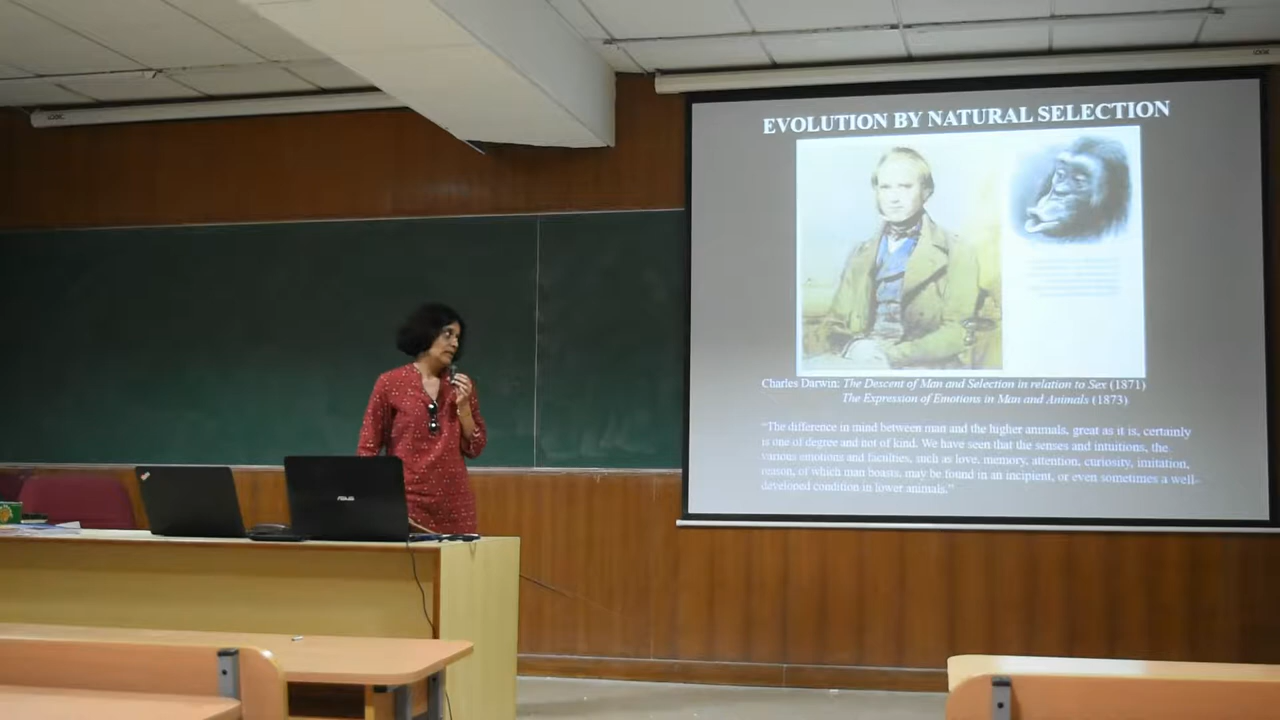 EVOLUTION BY NATURAL SELECTION
Charles Darwin: The Descent of Man and Selection in relation to Sex (1871)
The Expression of Emotions in Man and Animals (1873)
“The difference in mind between man and the higher animals, great as it is, certainly
is one of degree and not of kind. We have seen that the senses and intuitions, the
various emotions and faculties, such as love, memory, attention, curiosity, imitation,
reason, of which man boasts, may be found in an incipient, or even sometimes a well-
developed condition in lower animals.”
ASUS